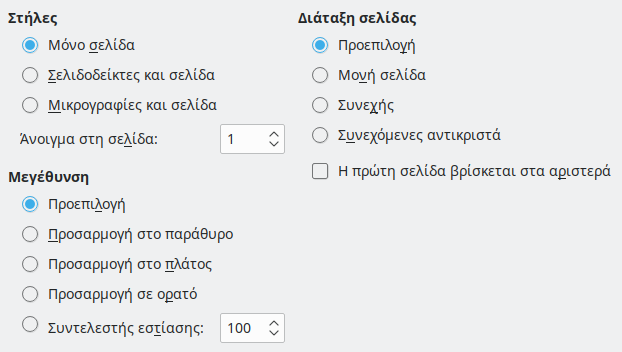 Στήλες
Μόνο σελίδα
Σελιδοδείκτες και σελίδα
Μικρογραφίες και σελίδα
Άνοιγμα στη σελίδα: 1
Μεγέθυνση
Προεπιλογή
Προσαρμογή στο παράθυρο
Προσαρμογή στο πλάτος
Προσαρμογή σε ορατό
Συντελεστής εστίασης: 100
Διάταξη σελίδας
Προεπιλογή
Μονή σελίδα
Συνεχής
Συνεχόμενες αντικριστά
Η πρώτη σελίδα βρίσκεται στα αριστερά